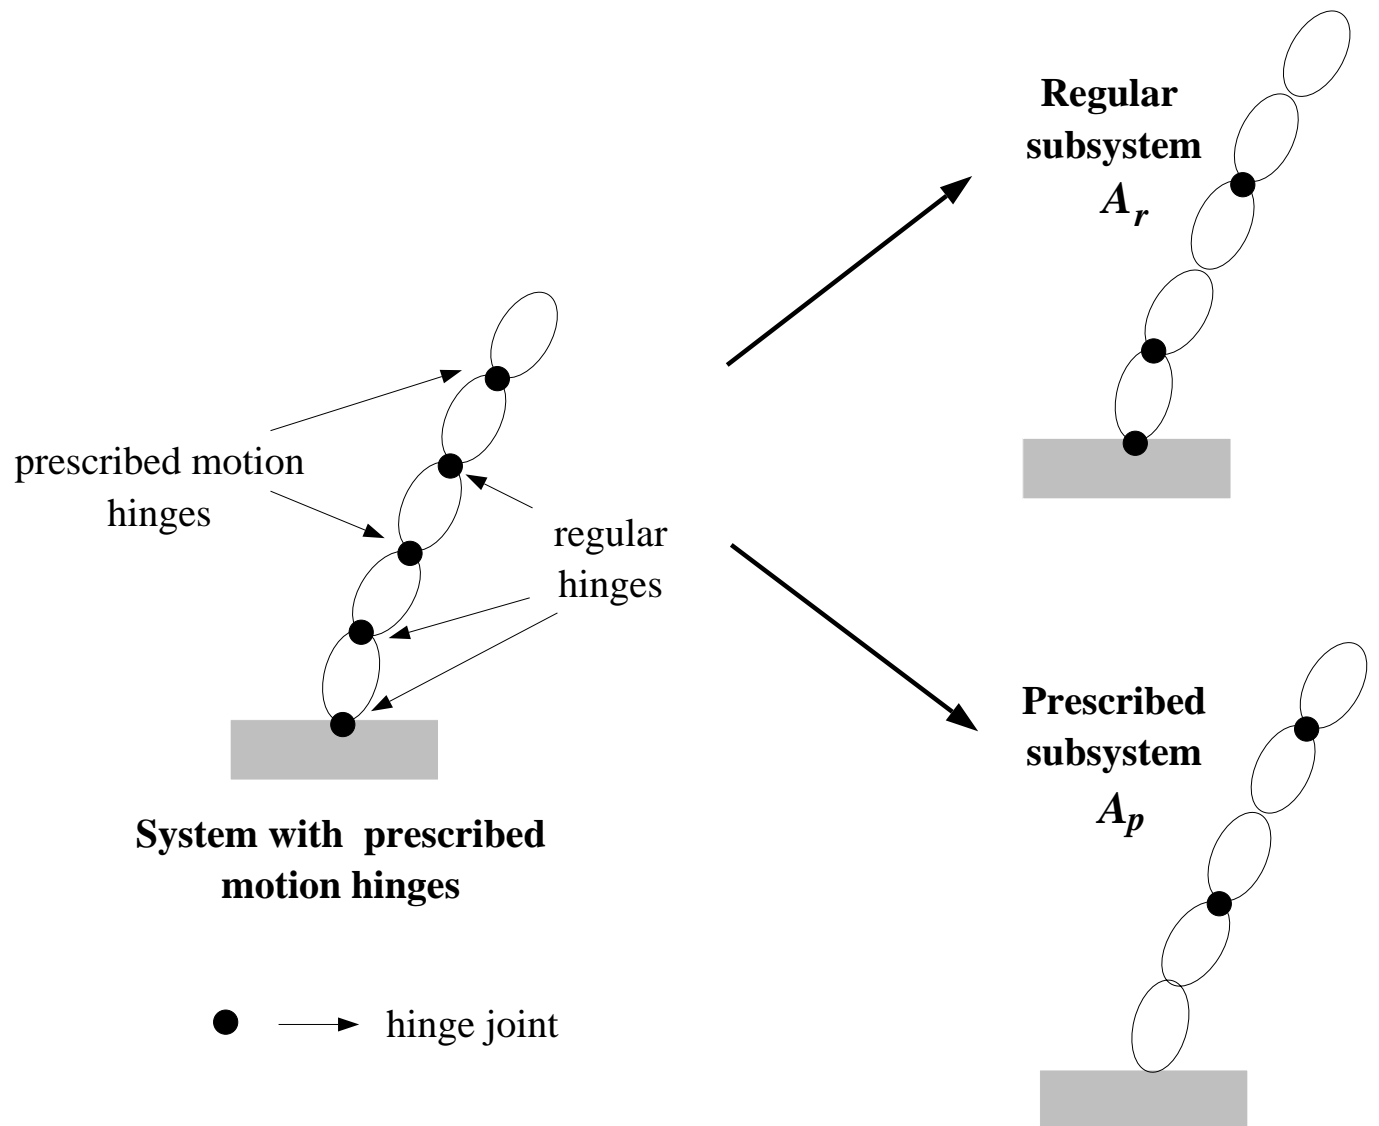 Regular
subsystem
A_r
prescribed motion
hinges
regular
hinges
System with prescribed
motion hinges
hinge joint
Prescribed
subsystem
A_p